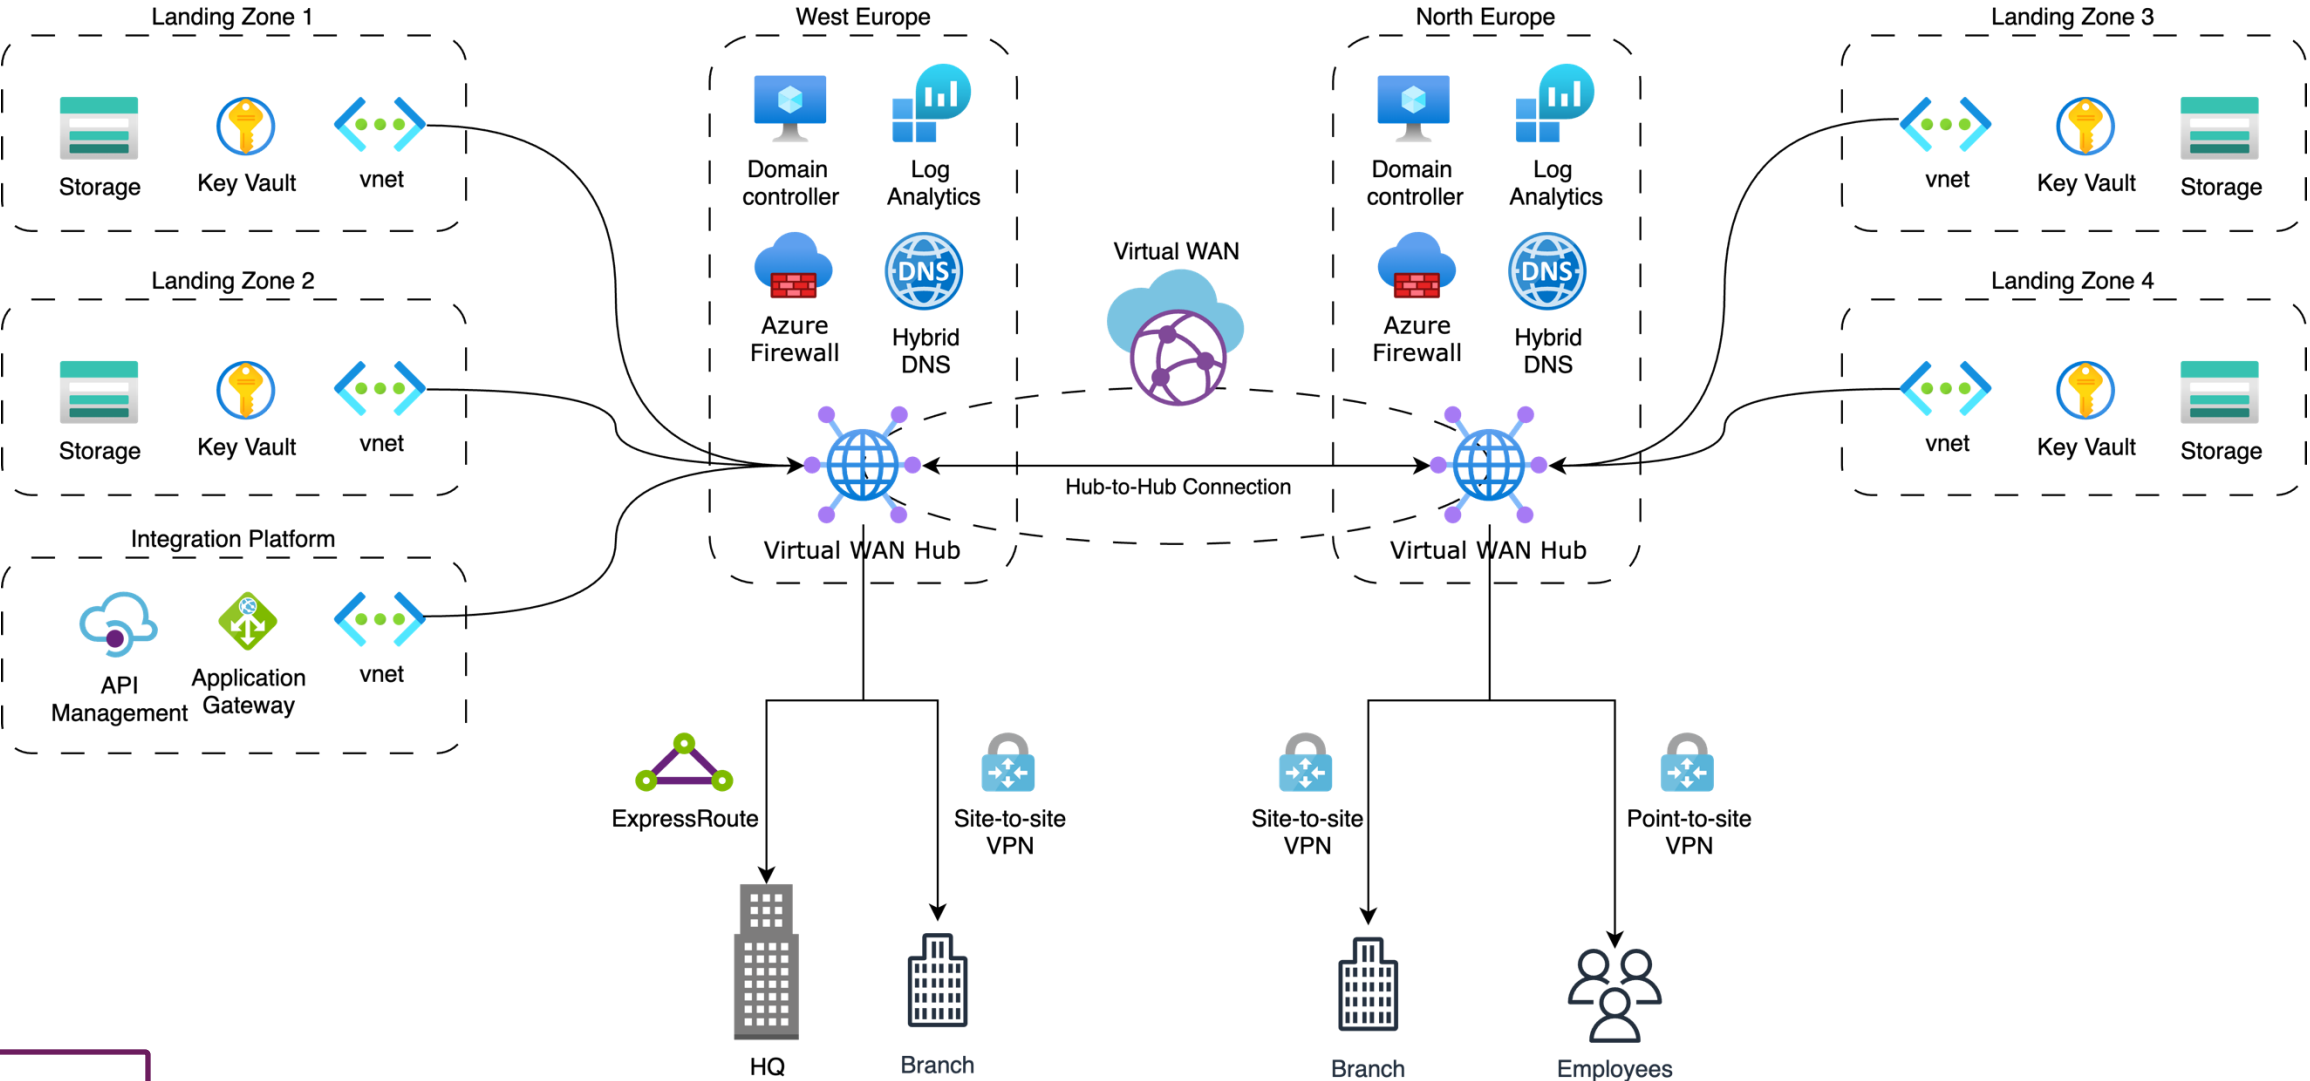 Landing Zone 1
Storage
Key Vault
vnet
Landing Zone 2
Storage
Key Vault
vnet
Integration Platform
API
Management
Application
Gateway
vnet
West Europe
Domain
controller
Log
Analytics
Azure
Firewall
Hybrid
DNS
DNS
Virtual WAN Hub
Virtual WAN
Hub-to-Hub Connection
North Europe
Domain
controller
Log
Analytics
Azure
Firewall
Hybrid
DNS
DNS
Virtual WAN Hub
Landing Zone 3
vnet
Key Vault
Storage
Landing Zone 4
vnet
Key Vault
Storage
ExpressRoute
Site-to-site
VPN
Site-to-site
VPN
Point-to-site
VPN
HQ
Branch
Branch
Employees